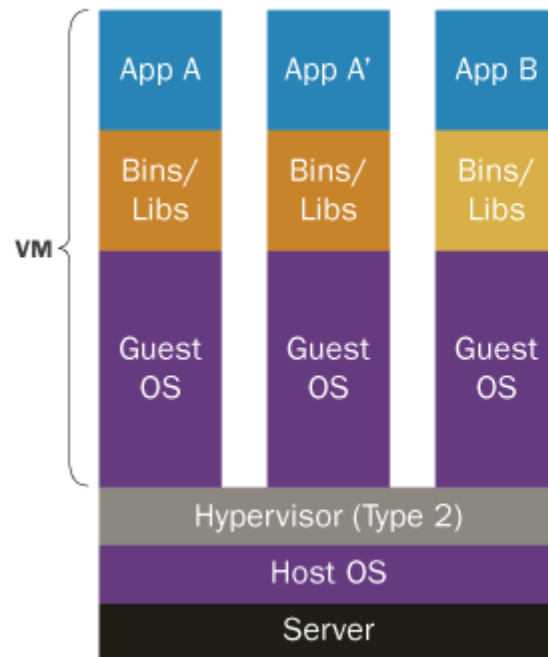 App A
App A'
App B
Bins/
Libs
Bins/
Libs
Bins/
Libs
VM
Guest
OS
Guest
OS
Guest
OS
Hypervisor (Type 2)
Host OS
Server